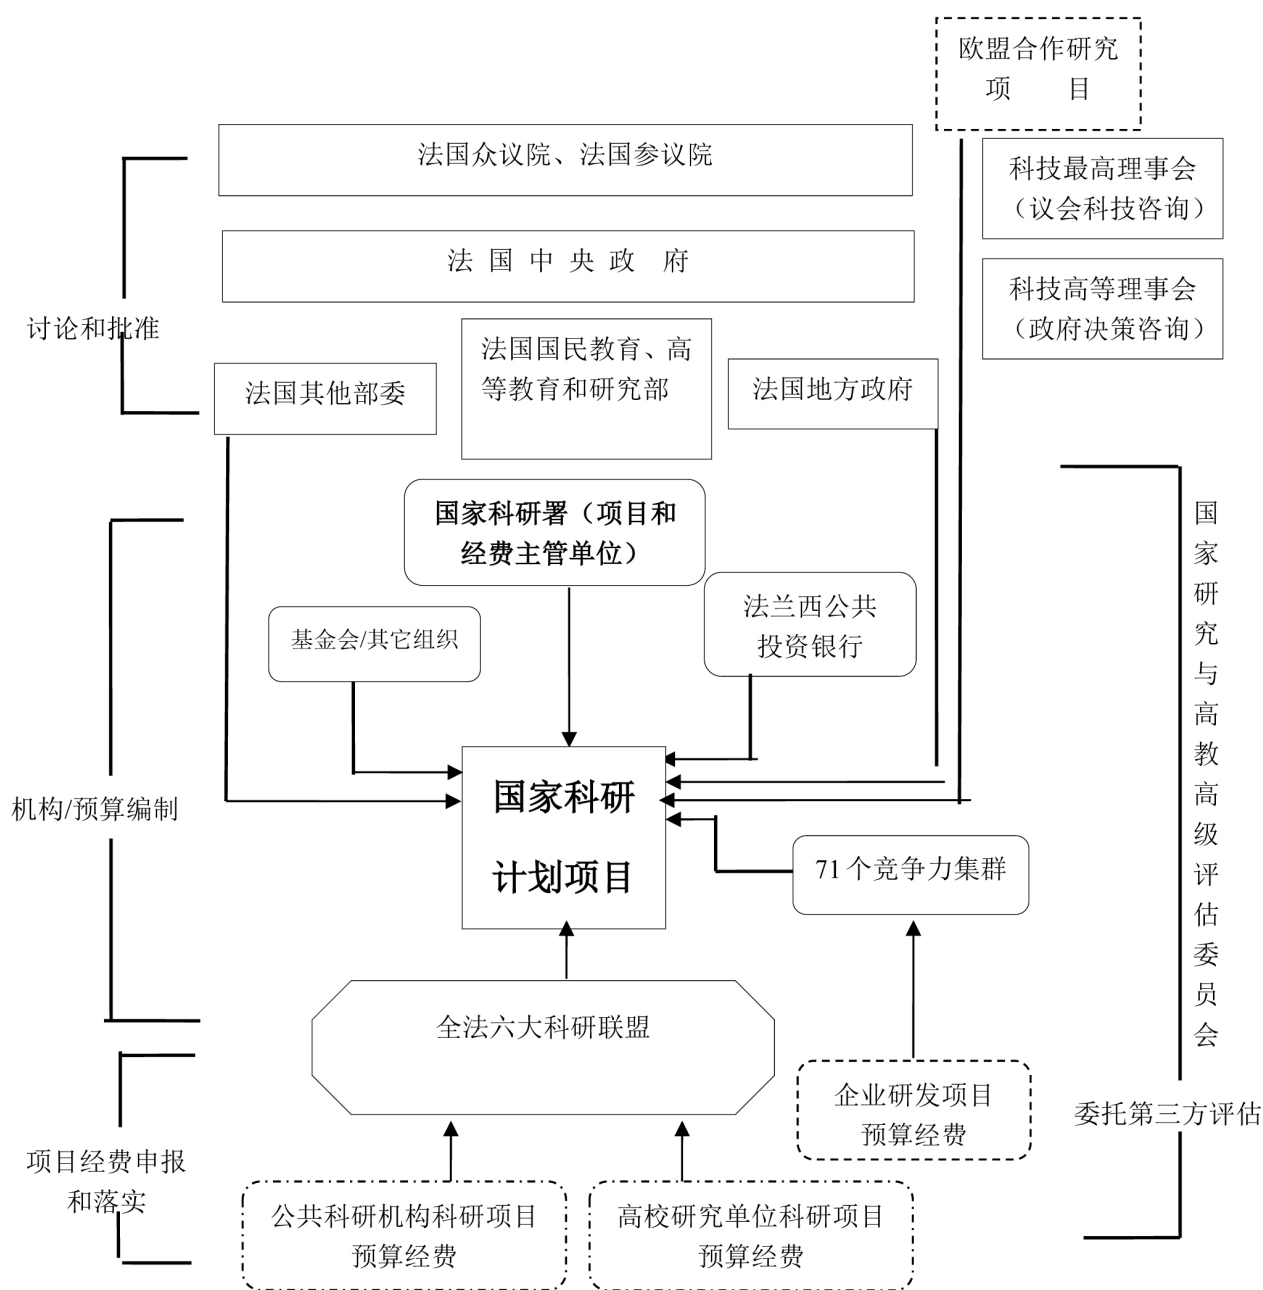 欧盟合作研究
项 目
法国众议院、法国参议院
科技最高理事会
（议会科技咨询）
法 国 中 央 政 府
科技高等理事会
（政府决策咨询）
讨论和批准
法国国民教育、高
等教育和研究部
法国其他部委
法国地方政府
国家科研署（项目和
经费主管单位）
法兰西公共
投资银行
基金会/其它组织
国家研究与高教高级评估委员会
国家科研
计划项目
机构/预算编制
71个竞争力集群
全法六大科研联盟
企业研发项目
预算经费
委托第三方评估
项目经费申报
和落实
公共科研机构科研项目
预算经费
高校研究单位科研项目
预算经费